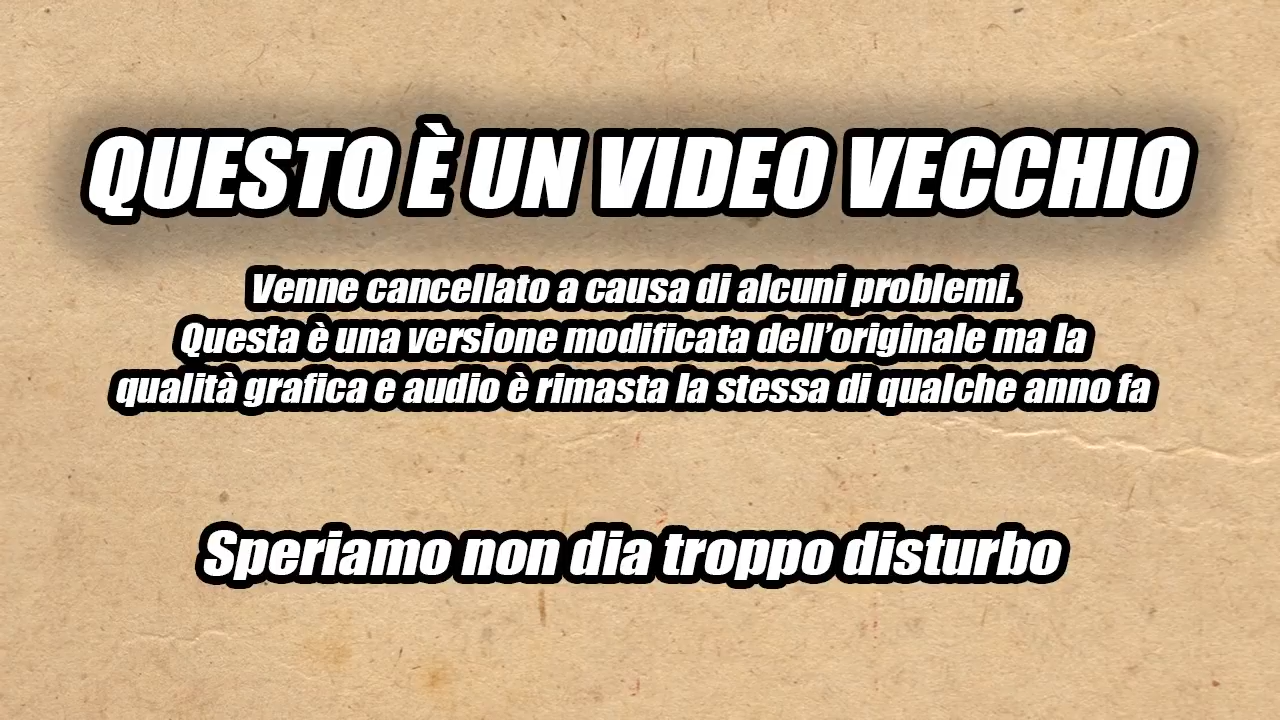 QUESTO È UN VIDEO VECCHIO
Venne cancellato a causa di alcuni problemi.
Questa è una versione modificata dell’originale ma la
qualità grafica e audio è rimasta la stessa di qualche anno fa
Speriamo non dia troppo disturbo